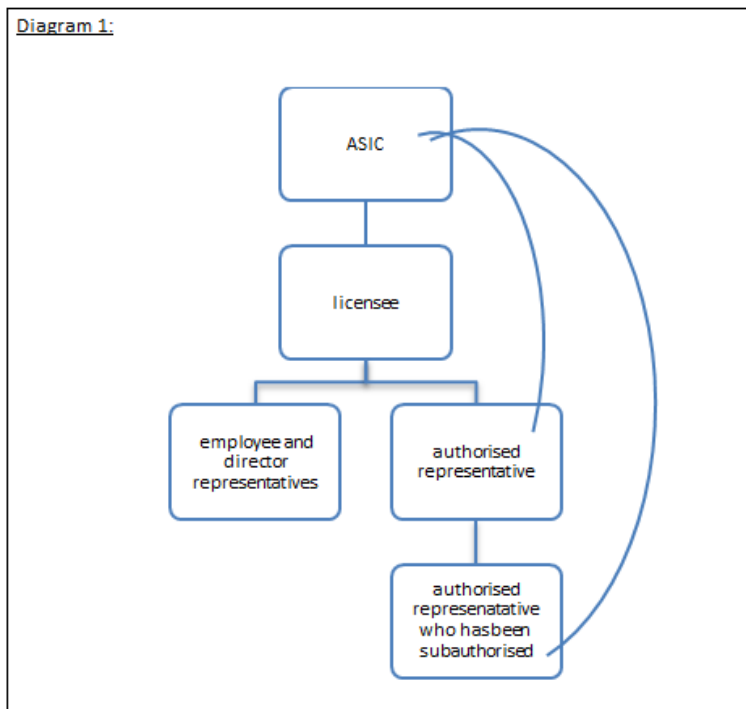 Diagram 1:
ASIC
licensee
employee and
director
representatives
authorised
representative
authorised
represenatative
who hasbeen
subauthorised